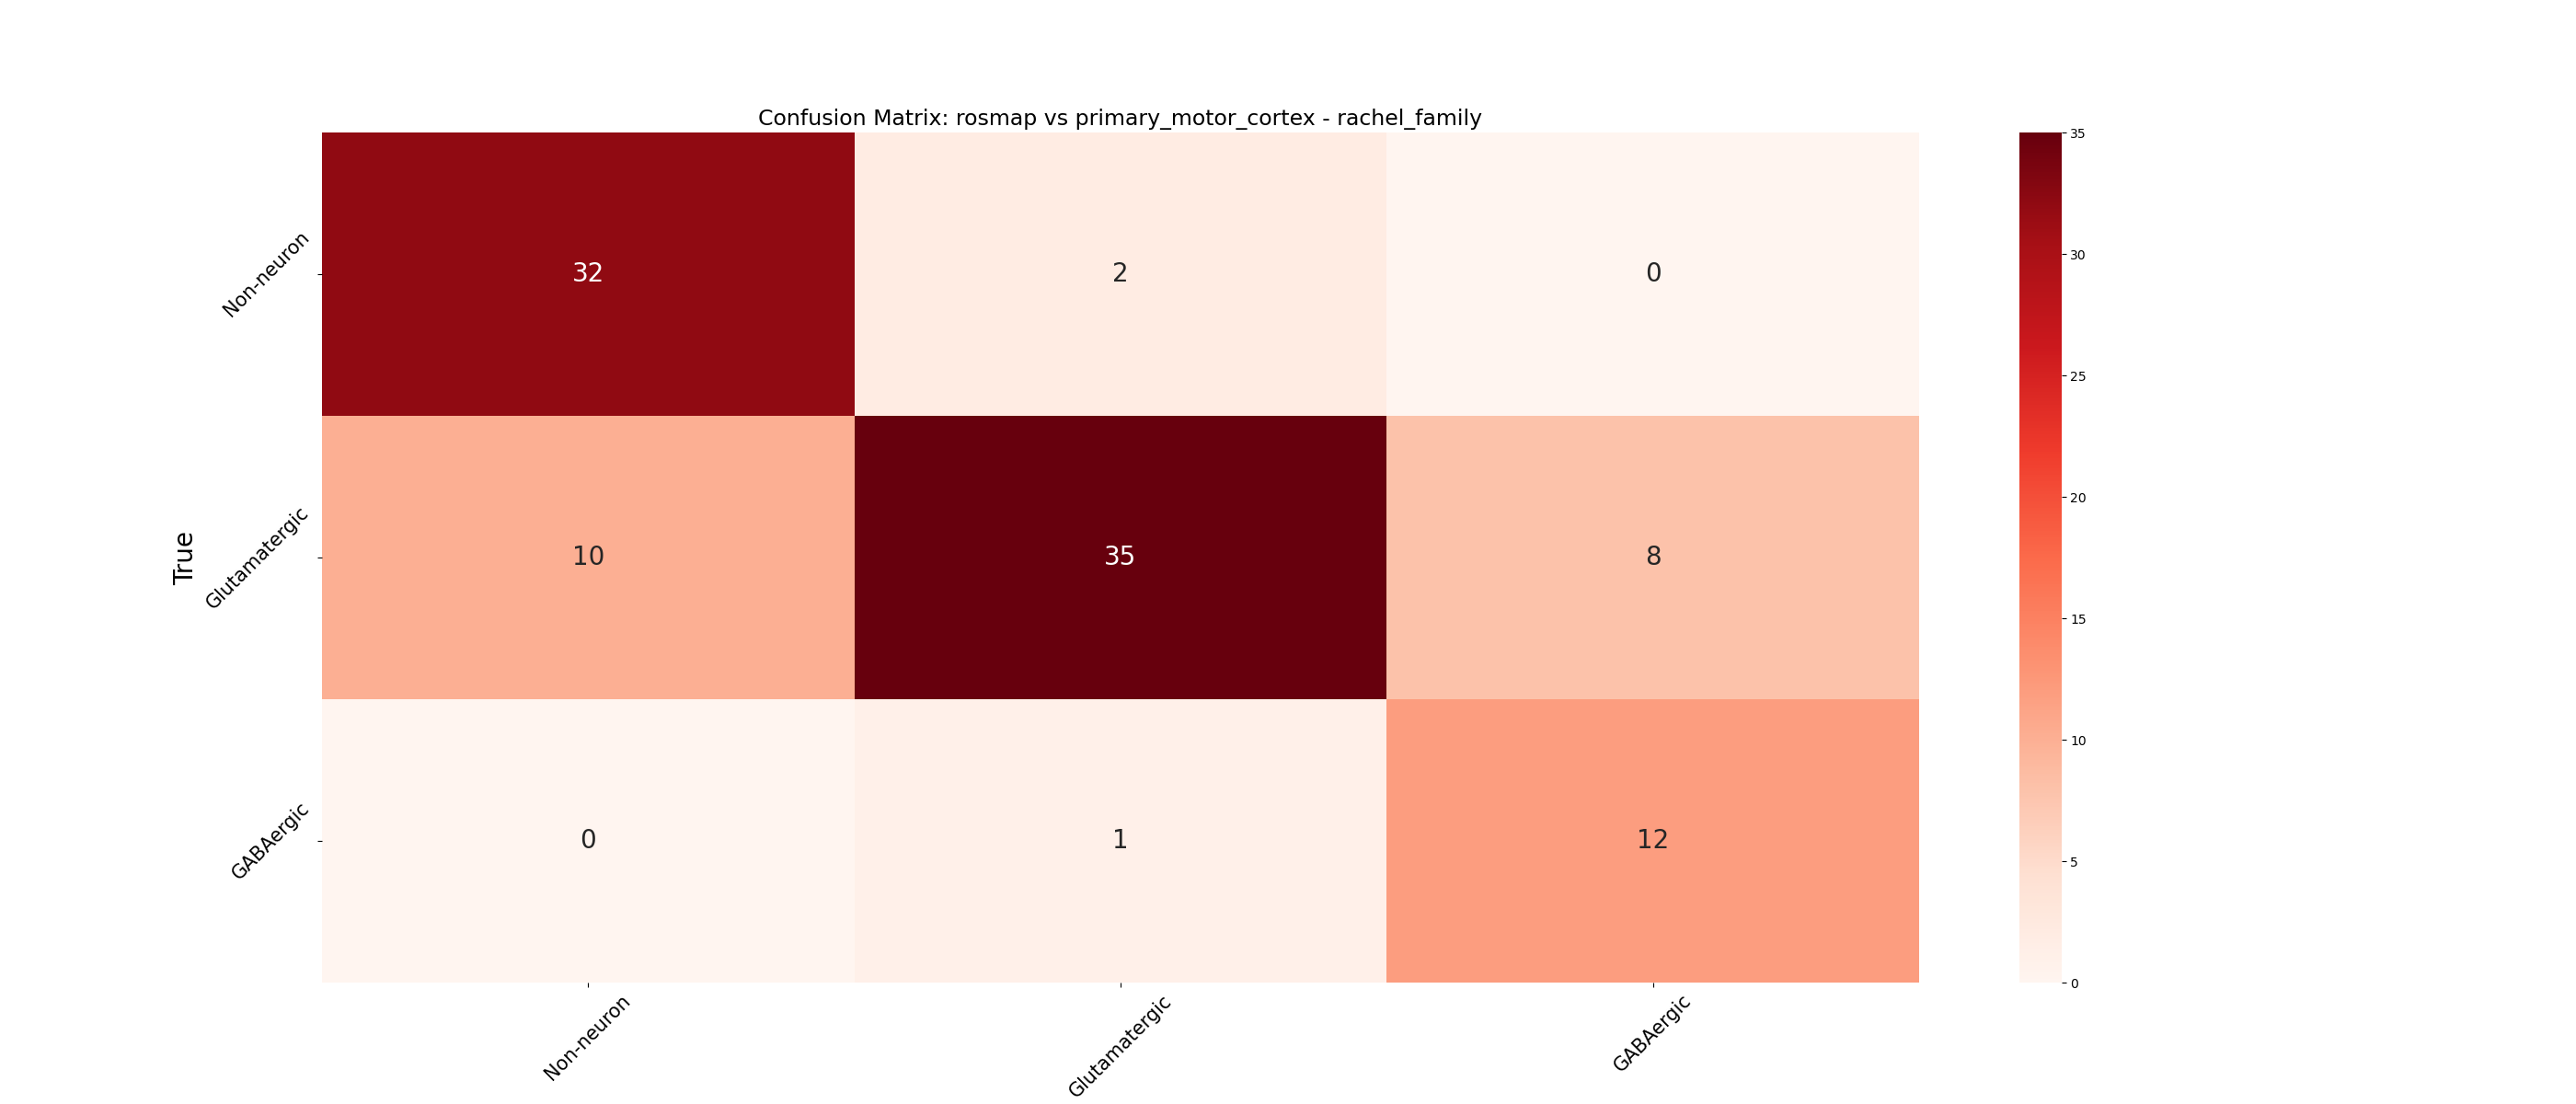 Confusion Matrix: rosmap vs primary_motor_cortex - rachel_family
True
Non-neuron
32
2
0
Glutamatergic
10
35
8
GABAergic
0
1
12
Non-neuron
Glutamatergic
GABAergic
35
30
25
20
15
10
5
0